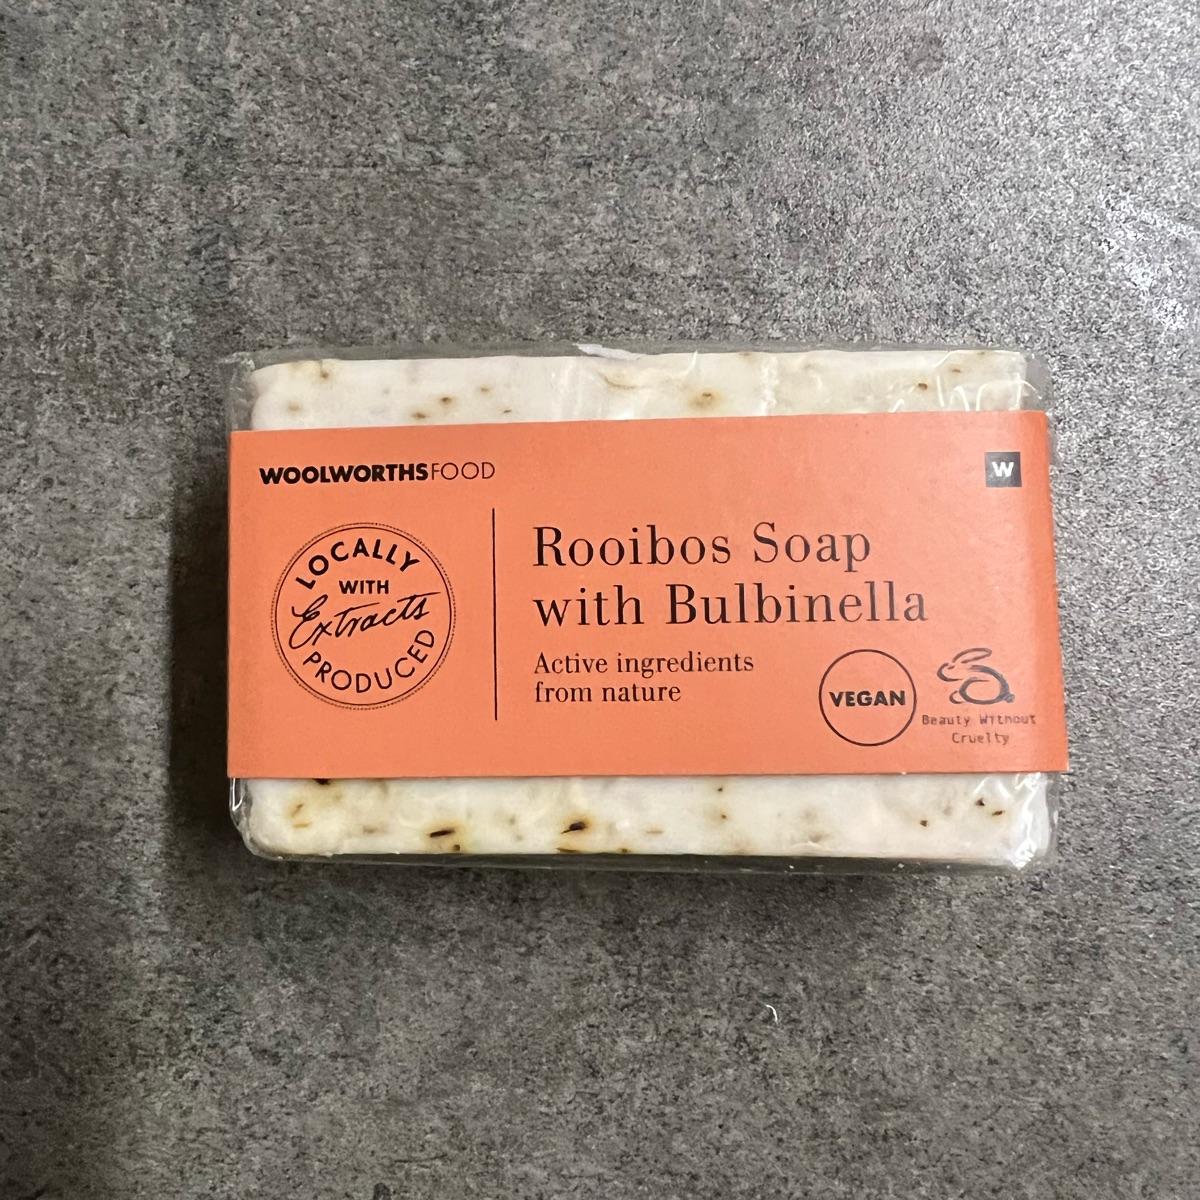 WOOLWORTHSFOOD
W
LOCALLY
WITH
Extracts
PRODUCED
Rooibos Soap
with Bulbinella
Active ingredients
from nature
VEGAN
Beauty Without
Cruelty